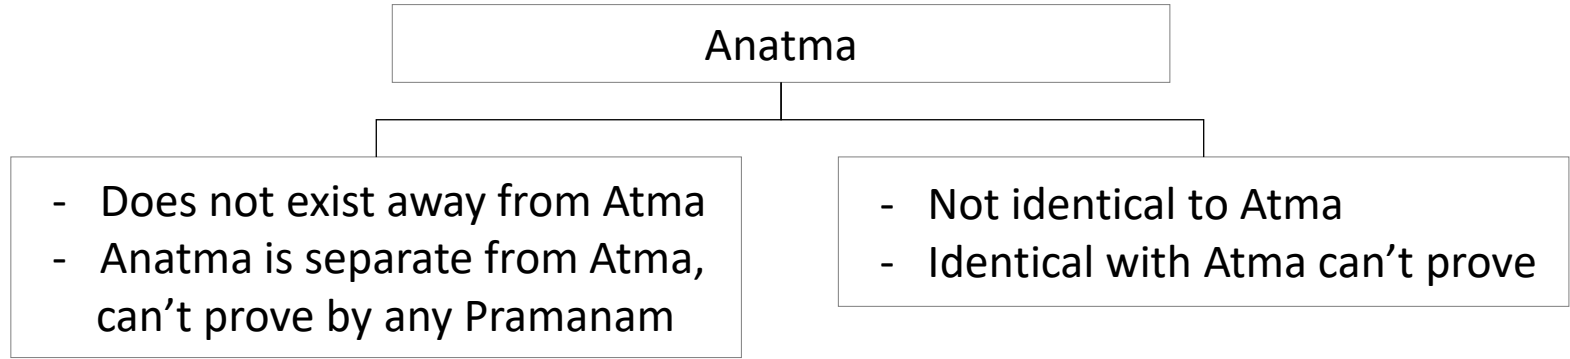 Anatma
- Does not exist away from Atma
- Anatma is separate from Atma,
can’t prove by any Pramanam
- Not identical to Atma
- Identical with Atma can’t prove